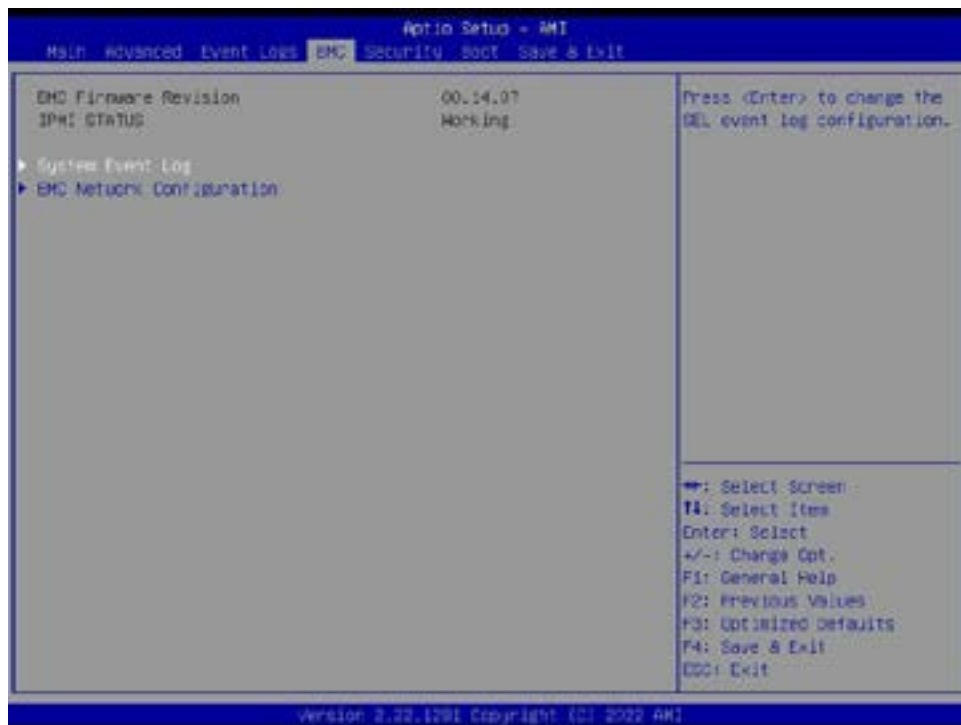 Aptio Setup - AMI
Main Advanced Event Logs BMC Security Boot Save & Exit
BMC Firmware Revision 00.14.07
IPMI STATUS Working
System Event Log
BMC Network Configuration
Press <Enter> to change the
SEL event log configuration.
: Select Screen
: Select Item
Enter: Select
+/-: Change Opt.
F1: General Help
F2: Previous Values
F3: Optimized Defaults
F4: Save & Exit
ESC: Exit
Version 2.22.1281 Copyright (C) 2022 AMI